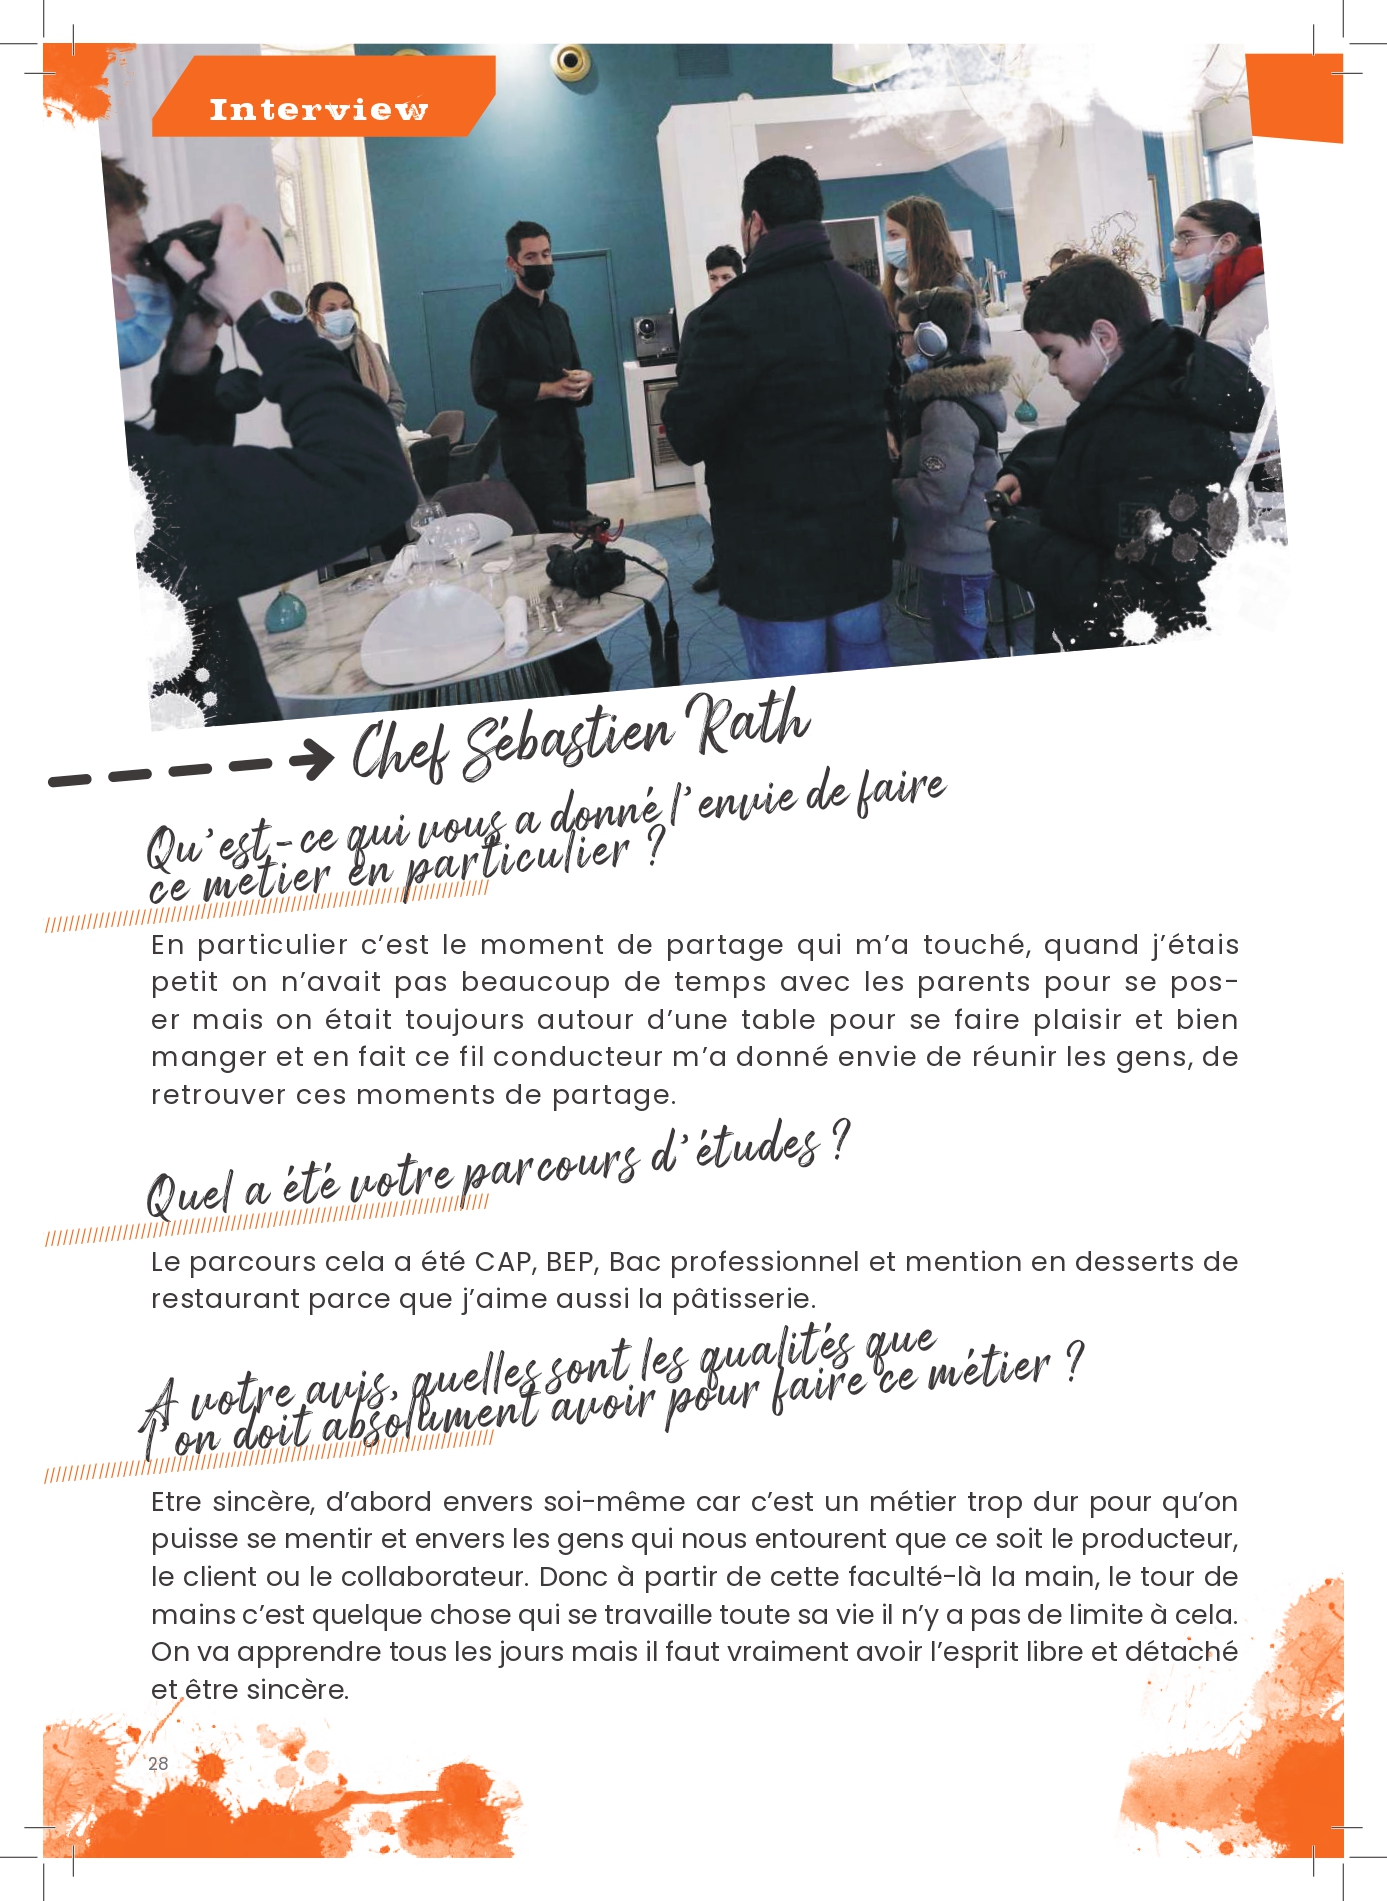 Interview
Chef Sébastien Rath
Qu'est-ce qui vous a donné l'envie de faire
ce métier en particulier ?
En particulier c'est le moment de partage qui m'a touché, quand j'étais
petit on n'avait pas beaucoup de temps avec les parents pour se pos-
er mais on était toujours autour d'une table pour se faire plaisir et bien
manger et en fait ce fil conducteur m'a donné envie de réunir les gens, de
retrouver ces moments de partage.
Quel a été votre parcours d'études ?
Le parcours cela a été CAP, BEP, Bac professionnel et mention en desserts de
restaurant parce que j'aime aussi la pâtisserie.
A votre avis, quelles sont les qualités que
l'on doit absolument avoir pour faire ce métier ?
Etre sincère, d'abord envers soi-même car c'est un métier trop dur pour qu'on
puisse se mentir et envers les gens qui nous entourent que ce soit le producteur,
le client ou le collaborateur. Donc à partir de cette faculté-là la main, le tour de
mains c'est quelque chose qui se travaille toute sa vie il n'y a pas de limite à cela.
On va apprendre tous les jours mais il faut vraiment avoir l'esprit libre et détaché
et être sincère.
28